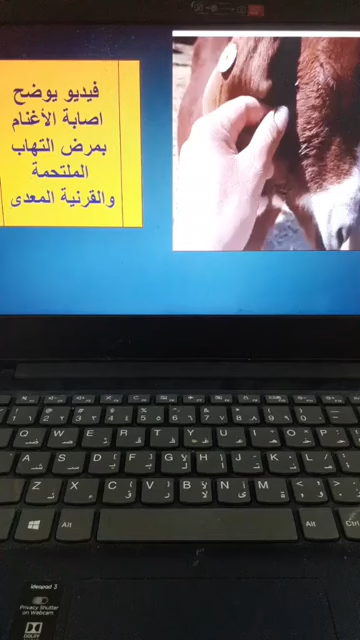 فيديو يوضح
اصابة الأغنام
بمرض التهاب
الملتحمة
والقرنية المعدى
Q W E R T Y U I O P
A S D F G H J K L
Z X C V B N M
Alt Alt Ctrl
ideapad 3
Privacy Shutter
on Webcam
DOLBY